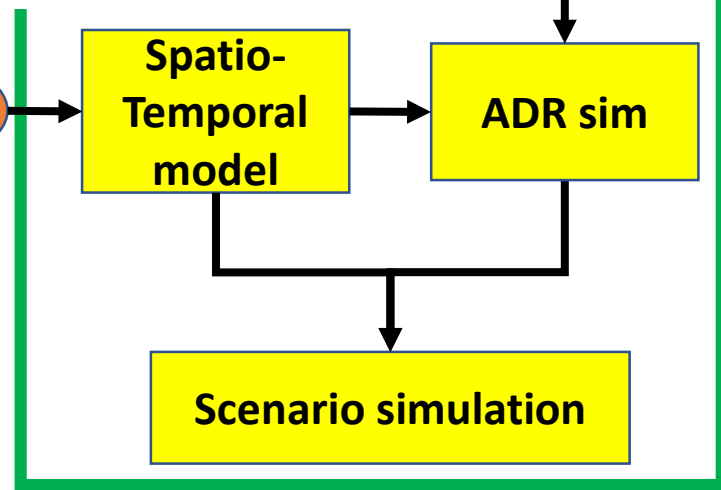 Spatio-
Temporal
model
ADR sim
Scenario simulation